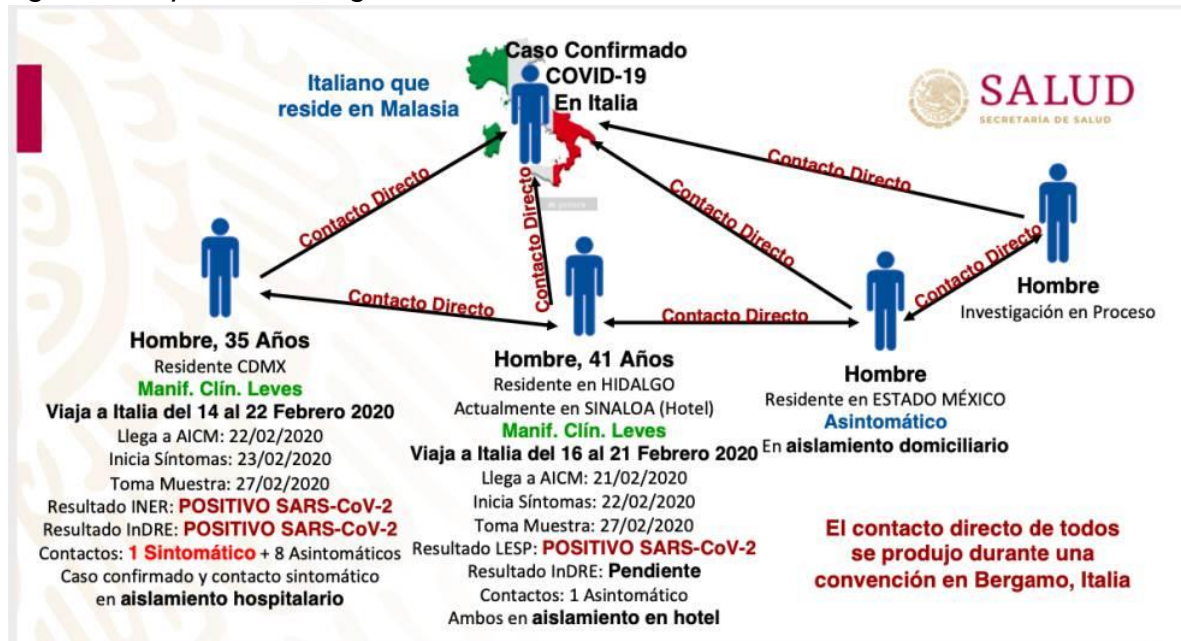 Caso Confirmado
COVID-19
En Italia
Italiano que
reside en Malasia
SALUD
SECRETARÍA DE SALUD
Contacto Directo
Contacto Directo
Contacto Directo
Contacto Directo
Contacto Directo
Contacto Directo
Contacto Directo
Hombre
Investigación en Proceso
Hombre, 35 Años
Residente CDMX
Manif. Clín. Leves
Viaja a Italia del 14 al 22 Febrero 2020
Llega a AICM: 22/02/2020
Inicia Síntomas: 23/02/2020
Toma Muestra: 27/02/2020
Resultado INER: POSITIVO SARS-CoV-2
Resultado InDRE: POSITIVO SARS-CoV-2
Contactos: 1 Sintomático + 8 Asintomáticos
Caso confirmado y contacto sintomático
en aislamiento hospitalario
Hombre, 41 Años
Residente en HIDALGO
Actualmente en SINALOA (Hotel)
Manif. Clín. Leves
Viaja a Italia del 16 al 21 Febrero 2020
Llega a AICM: 21/02/2020
Inicia Síntomas: 22/02/2020
Toma Muestra: 27/02/2020
Resultado LESP: POSITIVO SARS-CoV-2
Resultado InDRE: Pendiente
Contactos: 1 Asintomático
Ambos en aislamiento en hotel
Hombre
Residente en ESTADO MÉXICO
Asintomático
En aislamiento domiciliario
El contacto directo de todos
se produjo durante una
convención en Bergamo, Italia